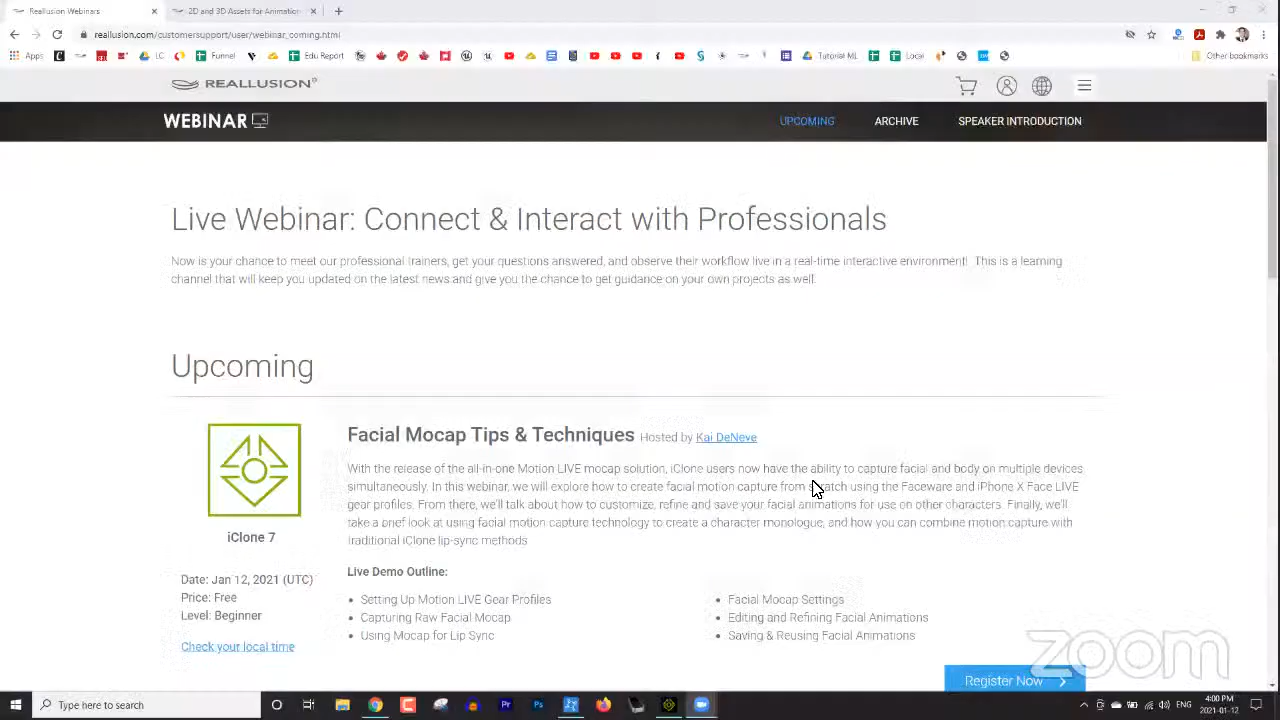 Reallusion Webinars
2D and 3D Assets for Animation
reallusion.com/customersupport/user/webinar_coming.html
Apps
LC
Funnel
Edu Report
Tutorial ML
Local
Other bookmarks
REALLUSION
WEBINAR
UPCOMING
ARCHIVE
SPEAKER INTRODUCTION
Live Webinar: Connect & Interact with Professionals
Now is your chance to meet our professional trainers, get your questions answered, and observe their workflow live in a real-time interactive environment! This is a learning
channel that will keep you updated on the latest news and give you the chance to get guidance on your own projects as well.
Upcoming
Facial Mocap Tips & Techniques Hosted by Kai DeNeve
With the release of the all-in-one Motion LIVE mocap solution, iClone users now have the ability to capture facial and body on multiple devices
simultaneously. In this webinar, we will explore how to create facial motion capture from scratch using the Faceware and iPhone X Face LIVE
gear profiles. From there, we'll talk about how to customize, refine and save your facial animations for use on other characters. Finally, we'll
take a brief look at using facial motion capture technology to create a character monologue, and how you can combine motion capture with
traditional iClone lip-sync methods
iClone 7
Date: Jan 12, 2021 (UTC)
Price: Free
Level: Beginner
Check your local time
Live Demo Outline:
Setting Up Motion LIVE Gear Profiles
Capturing Raw Facial Mocap
Using Mocap for Lip Sync
Facial Mocap Settings
Editing and Refining Facial Animations
Saving & Reusing Facial Animations
Register Now
zoom
Type here to search
Pr
Ps
ENG
4:00 PM
2021-01-12